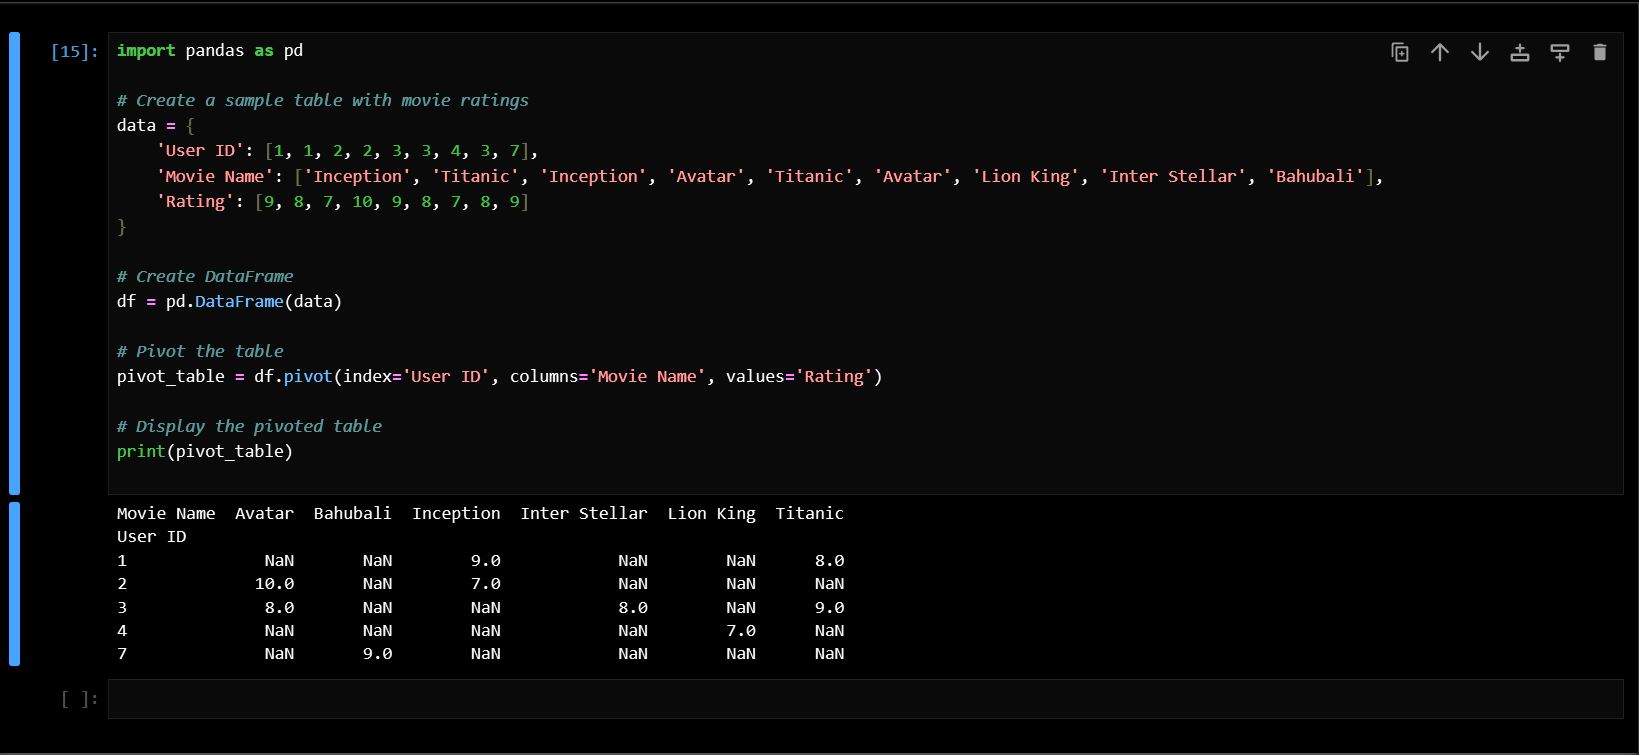 [15]: import pandas as pd
# Create a sample table with movie ratings
data = {
    'User ID': [1, 1, 2, 2, 3, 3, 4, 3, 7],
    'Movie Name': ['Inception', 'Titanic', 'Inception', 'Avatar', 'Titanic', 'Avatar', 'Lion King', 'Inter Stellar', 'Bahubali'],
    'Rating': [9, 8, 7, 10, 9, 8, 7, 8, 9]
}
# Create DataFrame
df = pd.DataFrame(data)
# Pivot the table
pivot_table = df.pivot(index='User ID', columns='Movie Name', values='Rating')
# Display the pivoted table
print(pivot_table)
Movie Name  Avatar  Bahubali  Inception  Inter Stellar  Lion King  Titanic
User ID
1              NaN       NaN        9.0            NaN        NaN      8.0
2             10.0       NaN        7.0            NaN        NaN      NaN
3              8.0       NaN        NaN            8.0        NaN      9.0
4              NaN       NaN        NaN            NaN        7.0      NaN
7              NaN       9.0        NaN            NaN        NaN      NaN
[ ]: